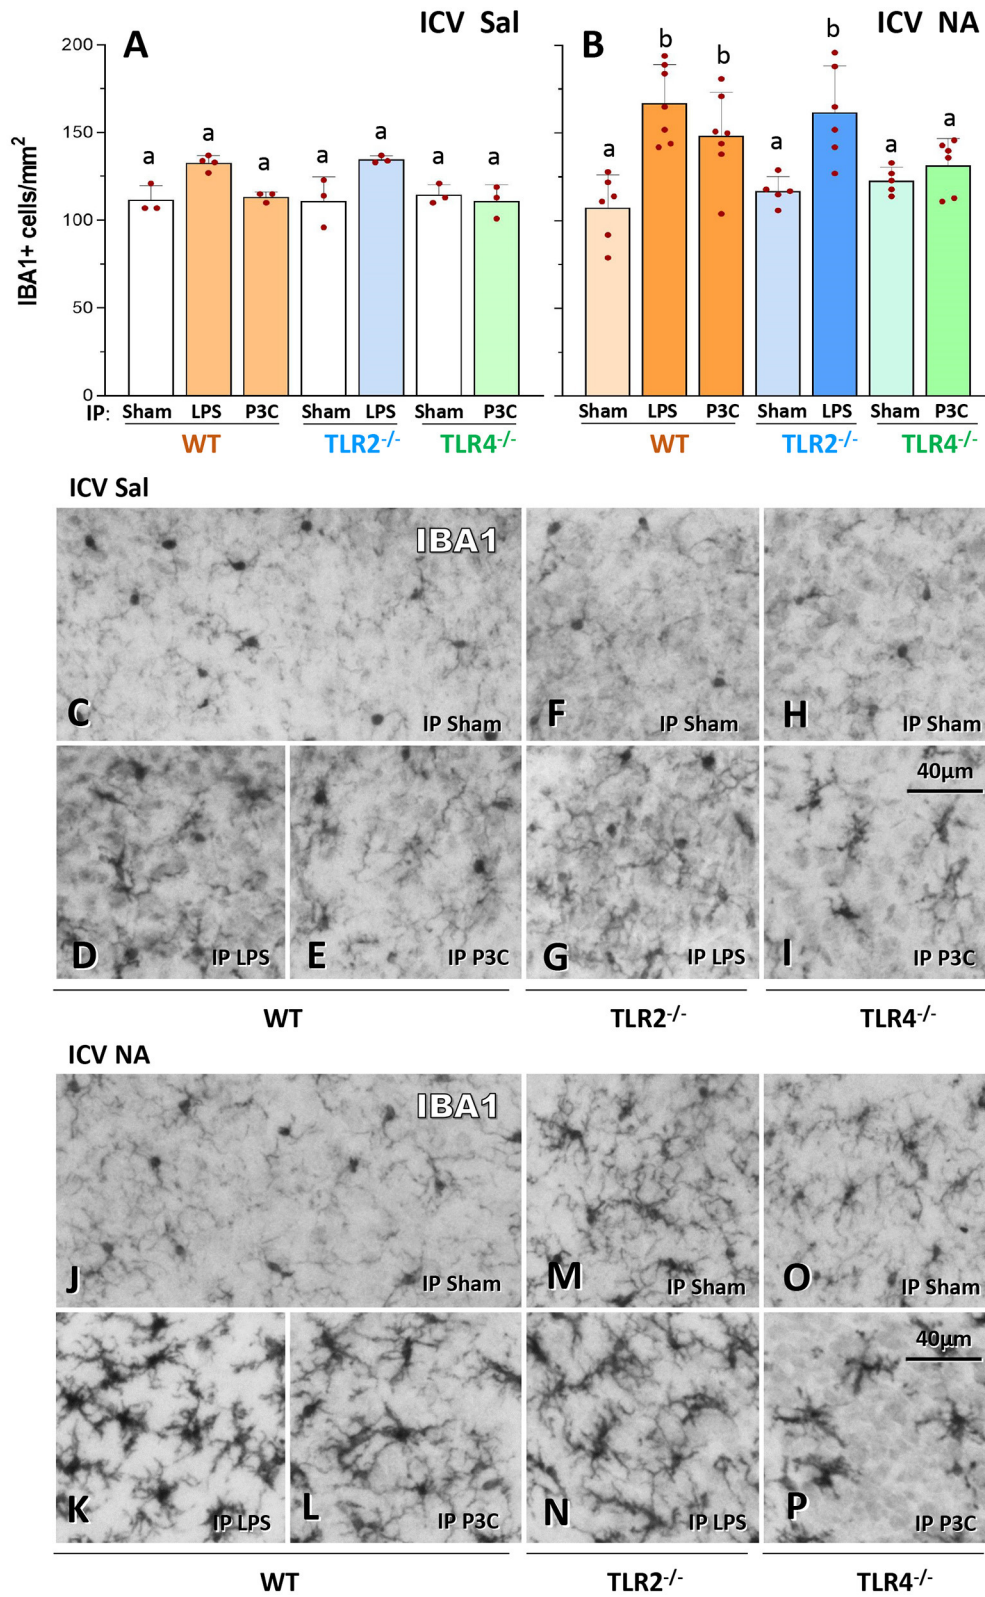 A
ICV Sal
B
ICV NA
IBA1+ cells/mm²
200
150
100
50
0
a a a a a a a
a b b a b a a
IP: Sham LPS P3C Sham LPS Sham P3C
WT TLR2-/- TLR4-/-
Sham LPS P3C Sham LPS Sham P3C
WT TLR2-/- TLR4-/-
ICV Sal
IBA1
C IP Sham
F IP Sham
H IP Sham
40µm
D IP LPS
E IP P3C
G IP LPS
I IP P3C
WT TLR2-/- TLR4-/-
ICV NA
IBA1
J IP Sham
M IP Sham
O IP Sham
40µm
K IP LPS
L IP P3C
N IP LPS
P IP P3C
WT TLR2-/- TLR4-/-